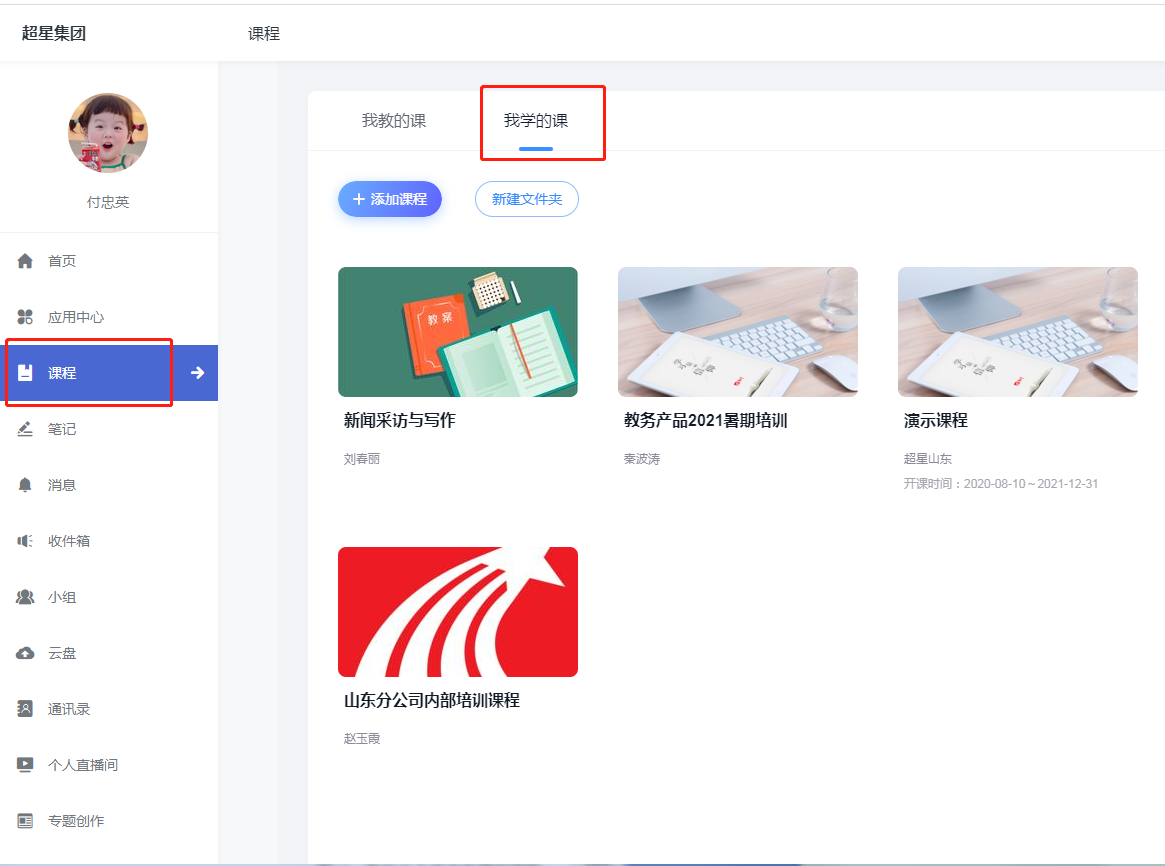 超星集团
课程
付忠英
首页
应用中心
课程
笔记
消息
收件箱
小组
云盘
通讯录
个人直播间
专题创作
我教的课
我学的课
+ 添加课程
新建文件夹
教案
新闻采访与写作
刘春丽
教务产品2021暑期培训
秦波涛
演示课程
超星山东
开课时间：2020-08-10～2021-12-31
山东分公司内部培训课程
赵玉霞